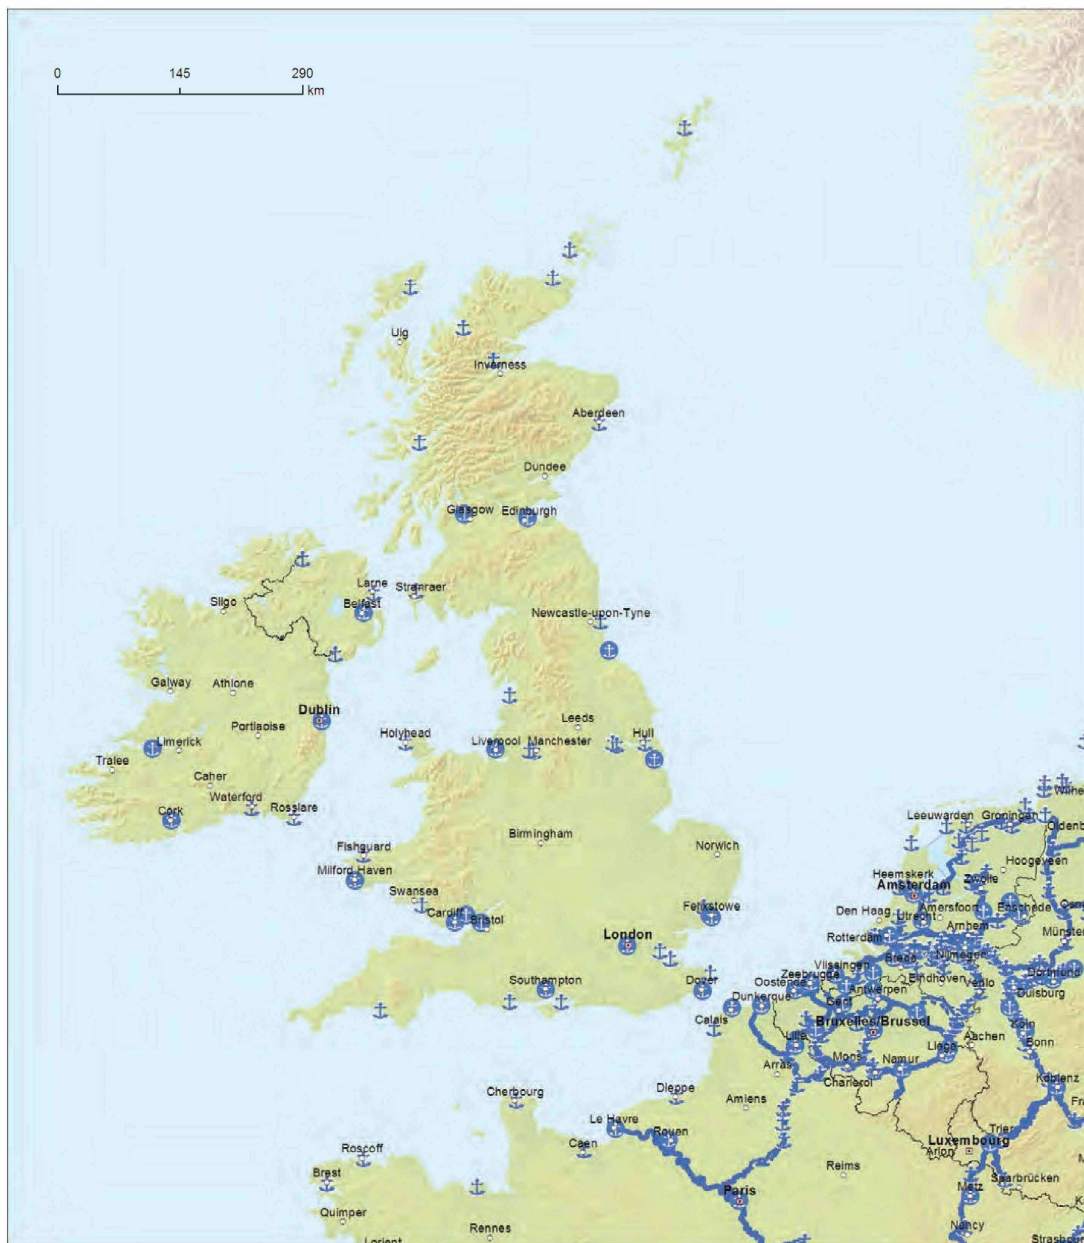 0 145 290
km
Uig
Inverness
Aberdeen
Dundee
Glasgow
Edinburgh
Larne
Stranraer
Sligo
Belfast
Newcastle-upon-Tyne
Galway
Athlone
Dublin
Portlaoise
Leeds
Holyhead
Liverpool
Manchester
Hull
Limerick
Tralee
Caher
Waterford
Rosslare
Cork
Birmingham
Norwich
Leeuwarden
Groningen
Hoogeveen
Fishguard
Milford Haven
Heemskerk
Zwolle
Amsterdam
Swansea
Cardiff
Bristol
Felixstowe
Den Haag
Utrecht
Amersfoort
Enschede
London
Rotterdam
Arnhem
Nijmegen
Breda
Vlissingen
Zeebrugge
Eindhoven
Dortmund
Southampton
Dover
Oostende
Antwerpen
Venlo
Duisburg
Dunkerque
Gent
Calais
Bruxelles/Brussel
Köln
Lille
Liège
Aachen
Bonn
Arras
Mons
Namur
Charleroi
Koblenz
Cherbourg
Dieppe
Amiens
Le Havre
Rouen
Trier
Luxembourg
Arlon
Roscoff
Caen
Reims
Saarbrücken
Brest
Paris
Metz
Quimper
Rennes
Nancy
Lorient